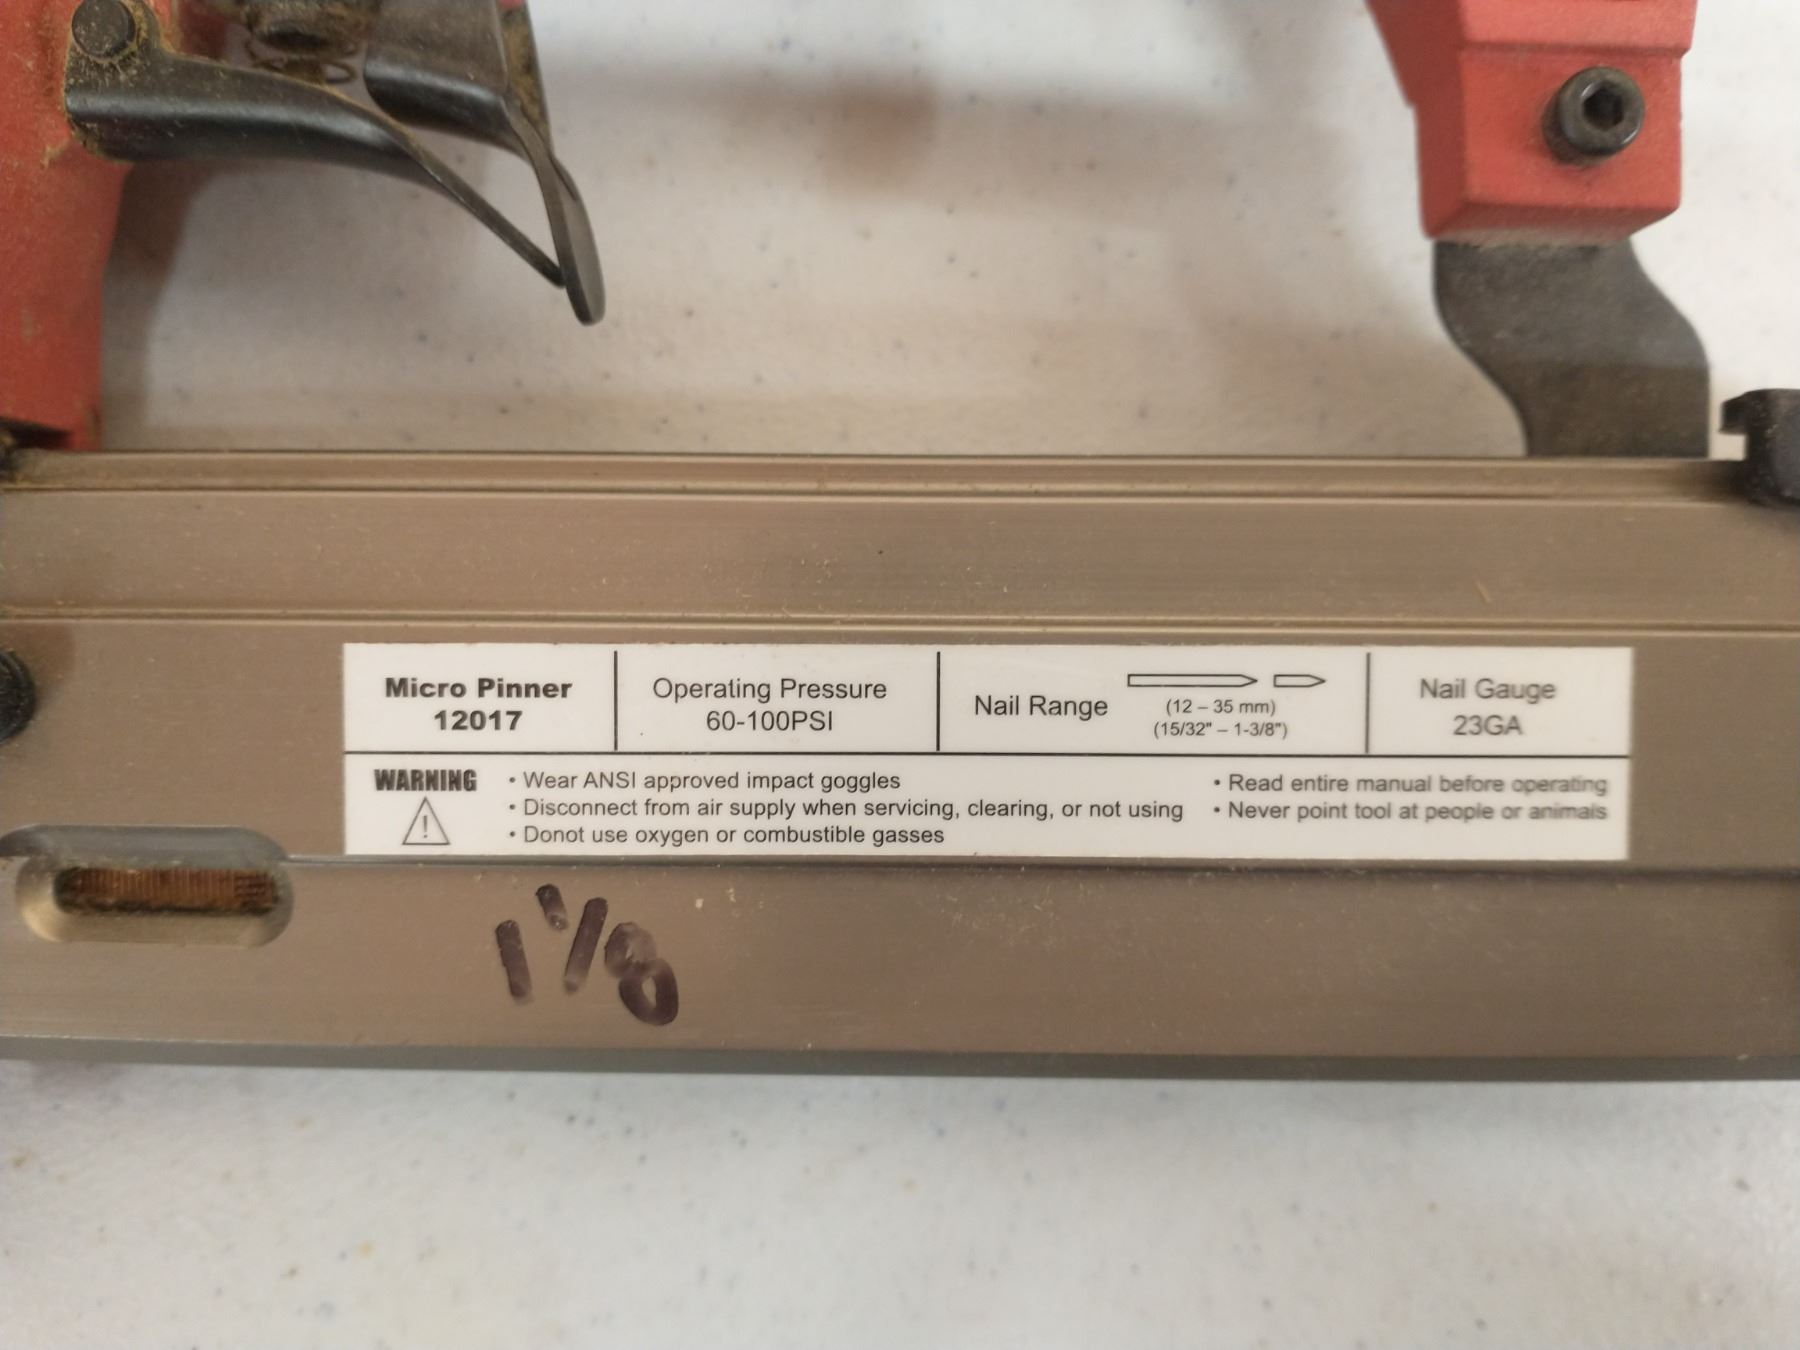 Micro Pinner
12017
Operating Pressure
60-100PSI
Nail Range
(12 – 35 mm)
(15/32" – 1-3/8")
Nail Gauge
23GA
WARNING
• Wear ANSI approved impact goggles
• Disconnect from air supply when servicing, clearing, or not using
• Donot use oxygen or combustible gasses
• Read entire manual before operating
• Never point tool at people or animals
1 1/8